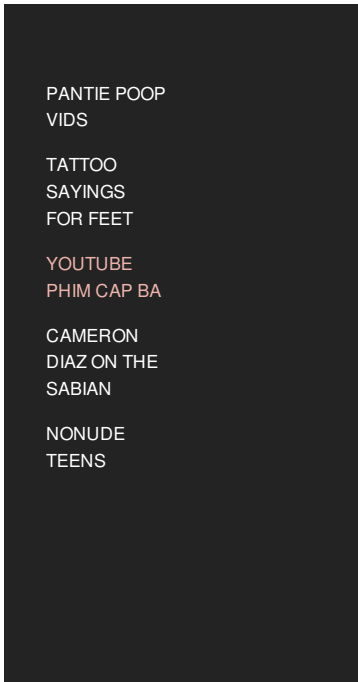 PANTIE POOP
VIDS
TATTOO
SAYINGS
FOR FEET
YOUTUBE
PHIM CAP BA
CAMERON
DIAZ ON THE
SABIAN
NONUDE
TEENS